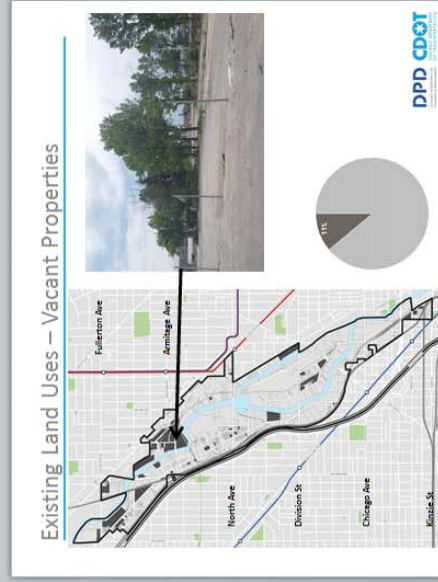 Existing Land Uses – Vacant Properties
Fullerton Ave
Armitage Ave
North Ave
Division St
Chicago Ave
Kinzie St
11%
DPD CDOT